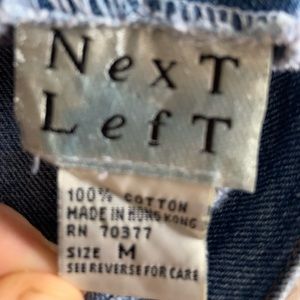 NexT
LefT
100% COTTON
MADE IN HONG KONG
RN 70377
SIZE M
SEE REVERSE FOR CARE